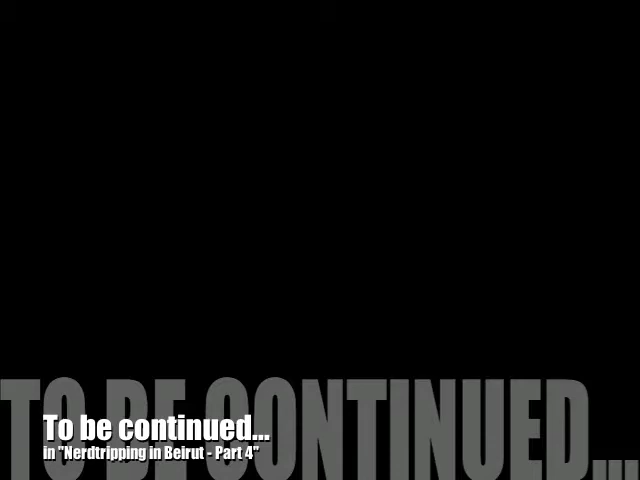 TO BE CONTINUED...
To be continued...
in "Nerdtripping in Beirut - Part 4"